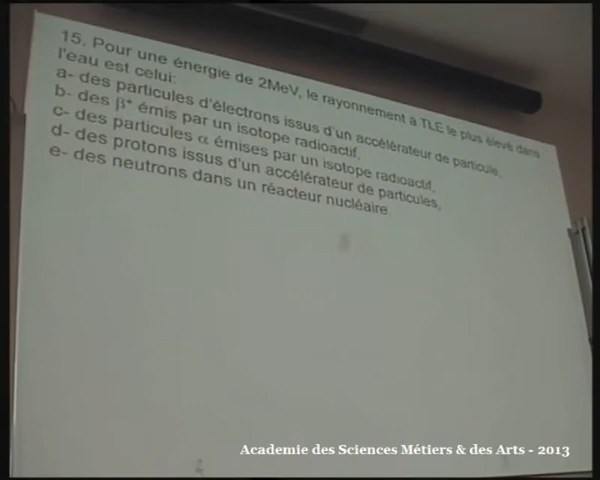 15. Pour une énergie de 2MeV, le rayonnement à TLE le plus élevé dans
l'eau est celui:
a- des particules d'électrons issus d'un accélérateur de particule,
b- des β+ émis par un isotope radioactif,
c- des particules α émises par un isotope radioactif,
d- des protons issus d'un accélérateur de particules,
e- des neutrons dans un réacteur nucléaire.
Academie des Sciences Métiers & des Arts - 2013